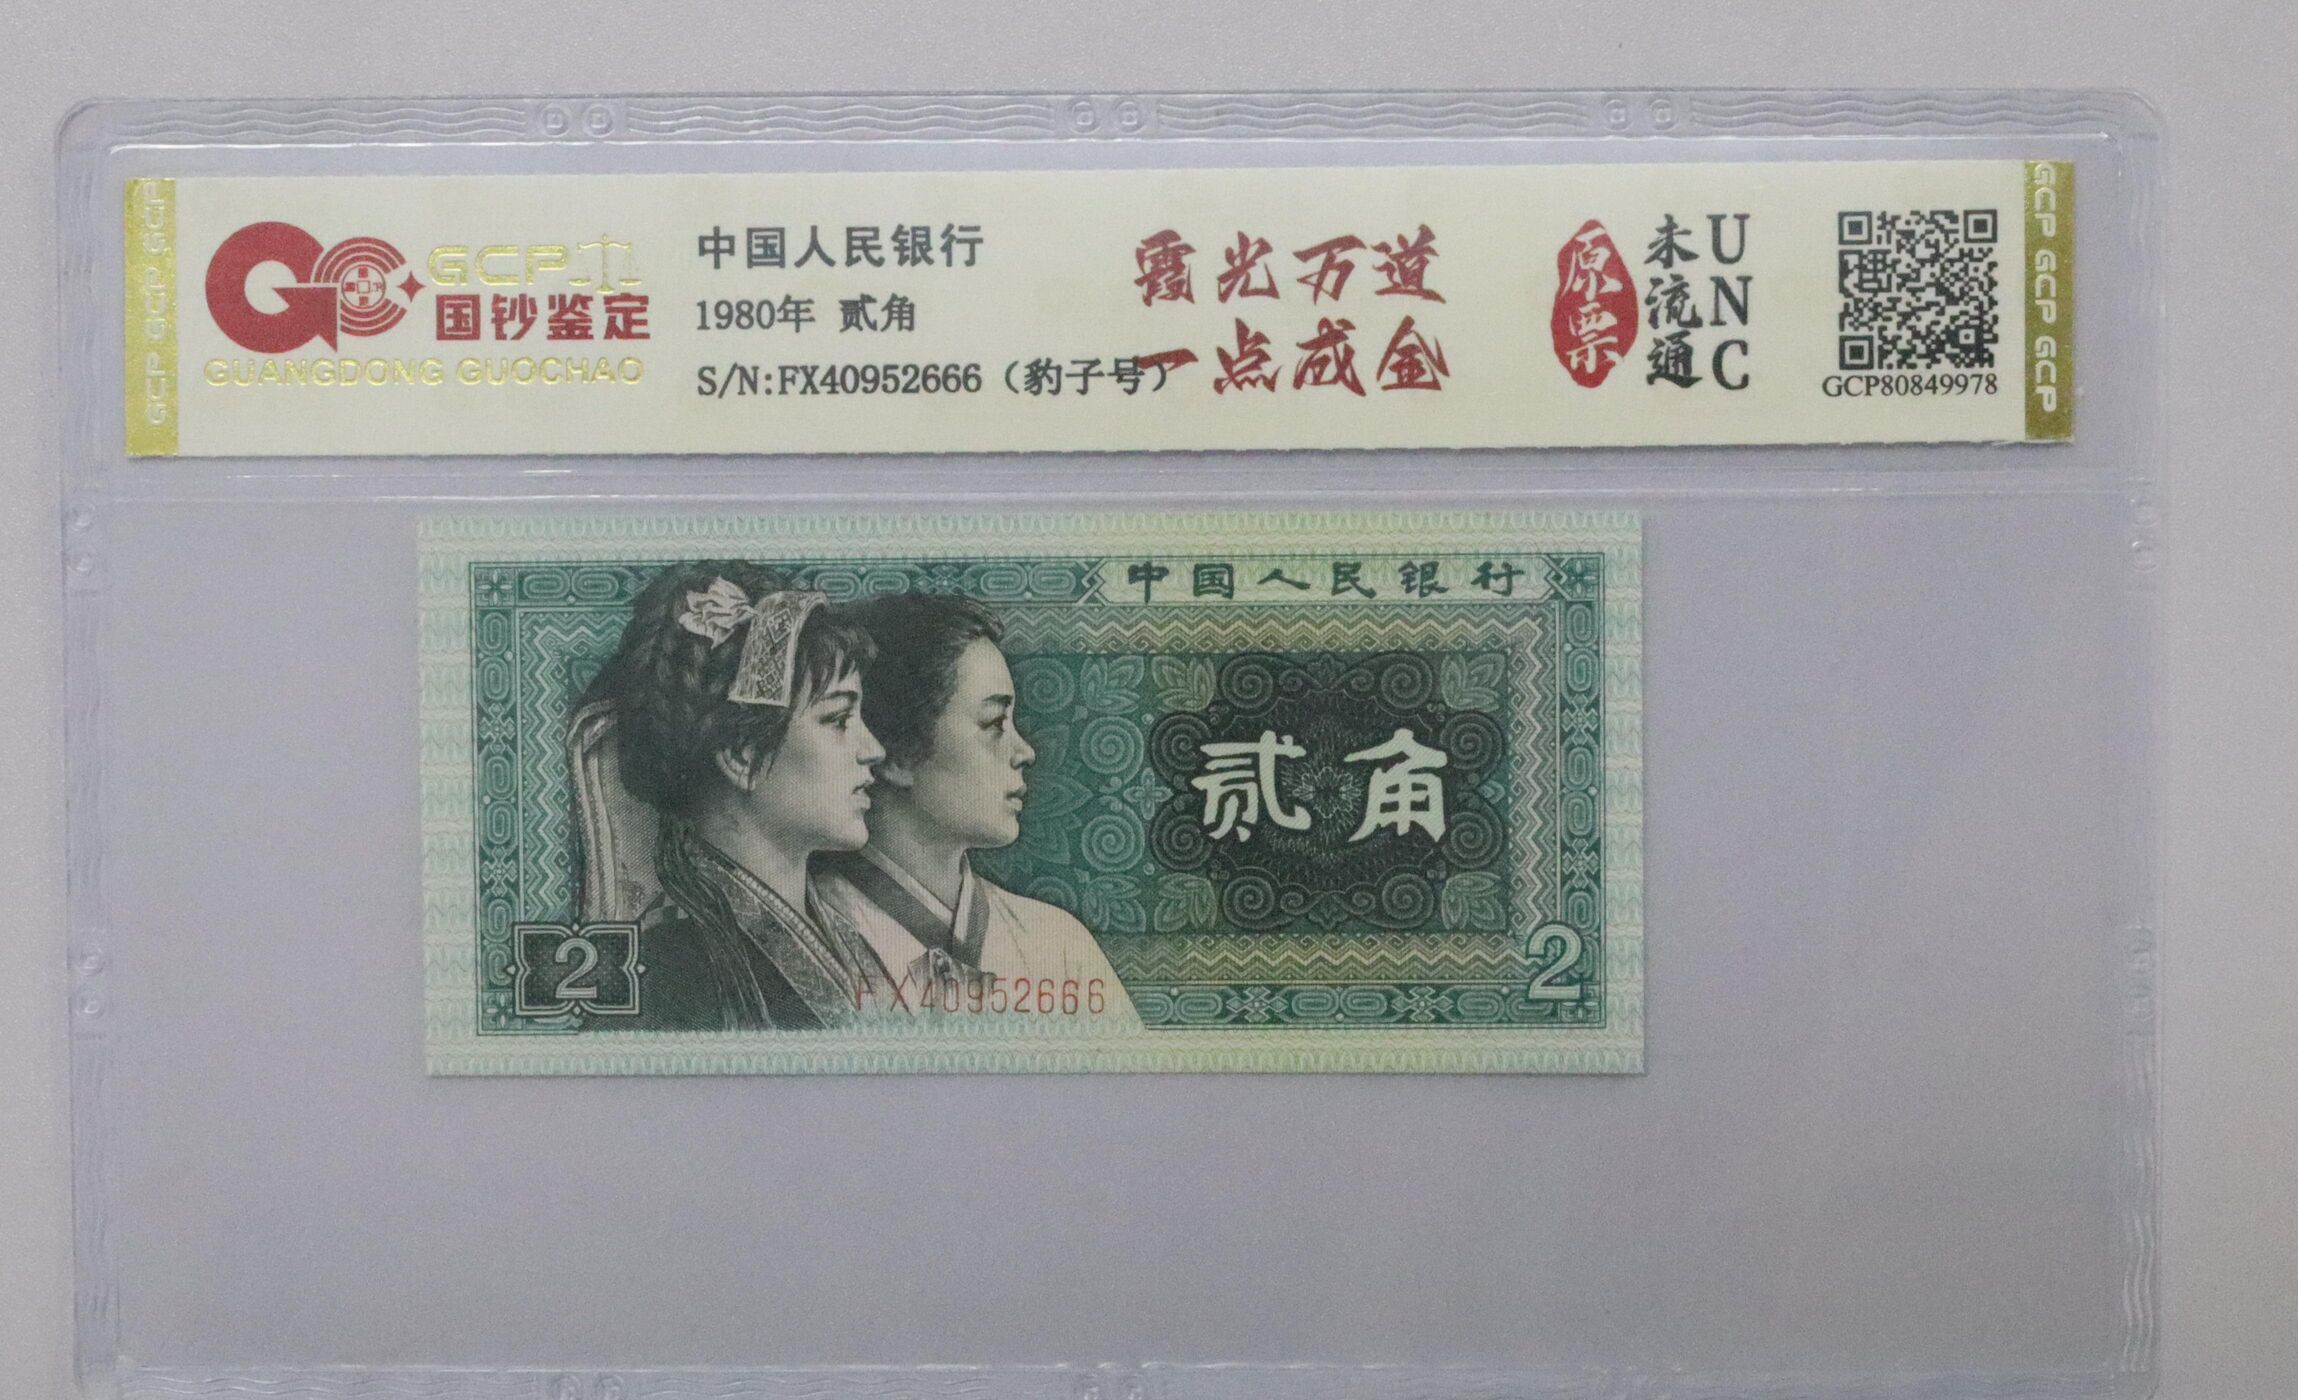 GCP
国钞鉴定
GUANGDONG GUOCHAO
中国人民银行
1980年 贰角
S/N:FX40952666（豹子号）
霞光万道
一点成金
原票
未流通
UNC
GCP80849978
GCP GCP GCP
GCP GCP GCP
中国人民银行
贰角
2
FX40952666
2